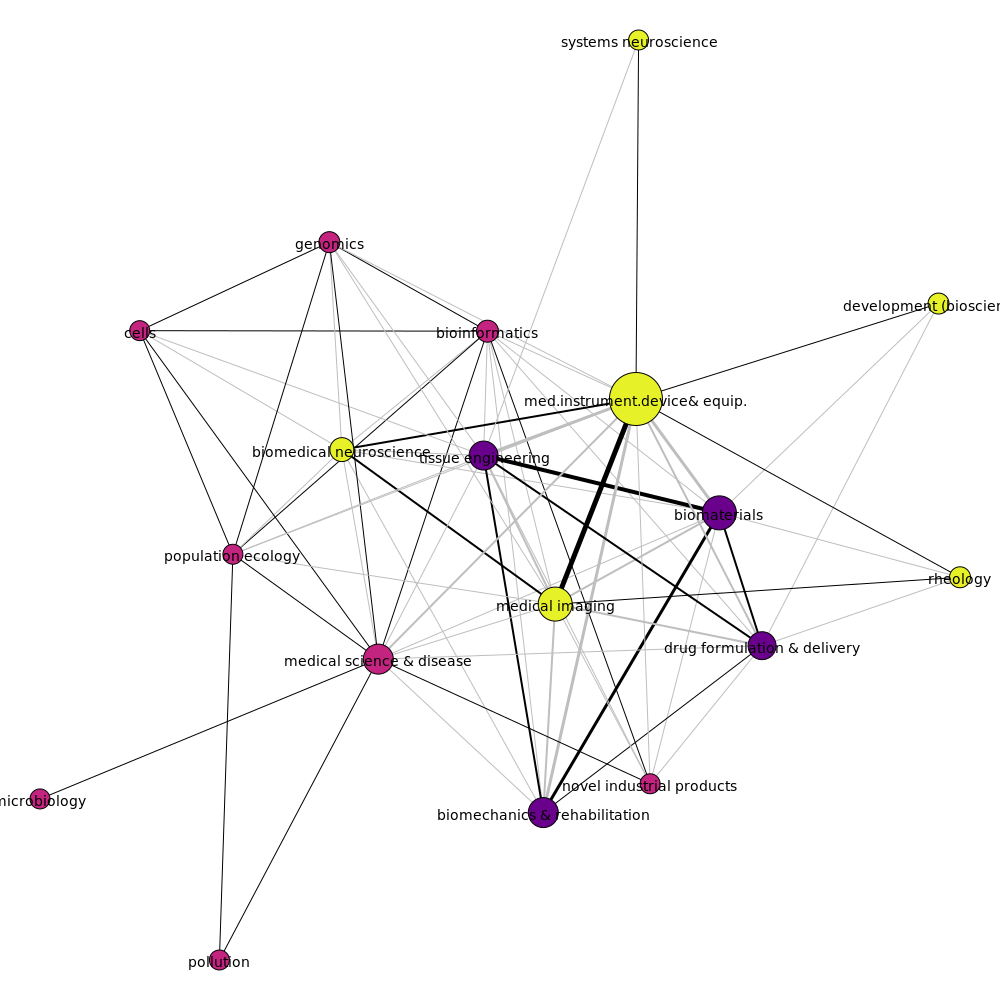 systems neuroscience
genomics
development (bioscien
cells
bioinformatics
med.instrument.device& equip.
biomedical neuroscience
tissue engineering
biomaterials
population ecology
rheology
medical imaging
drug formulation & delivery
medical science & disease
novel industrial products
microbiology
biomechanics & rehabilitation
pollution